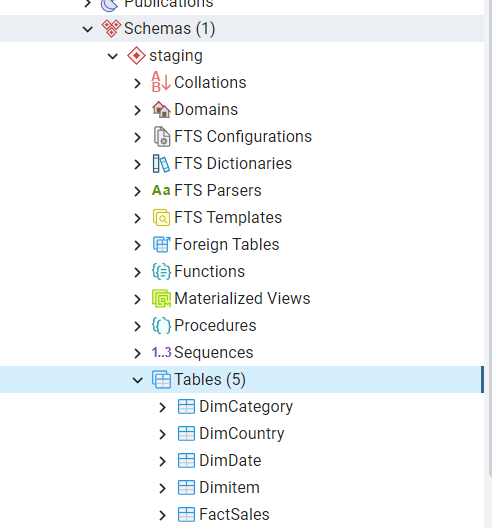 Publications
Schemas (1)
staging
Collations
Domains
FTS Configurations
FTS Dictionaries
Aa FTS Parsers
FTS Templates
Foreign Tables
Functions
Materialized Views
Procedures
1..3 Sequences
Tables (5)
DimCategory
DimCountry
DimDate
Dimitem
FactSales